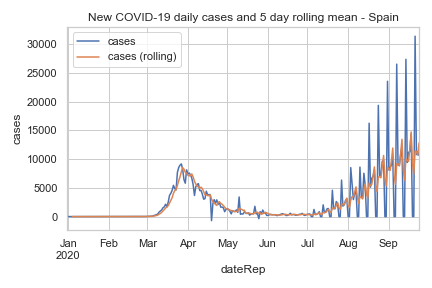 New COVID-19 daily cases and 5 day rolling mean - Spain
cases
cases (rolling)
30000
25000
20000
15000
10000
5000
0
cases
Jan Feb Mar Apr May Jun Jul Aug Sep
2020
dateRep